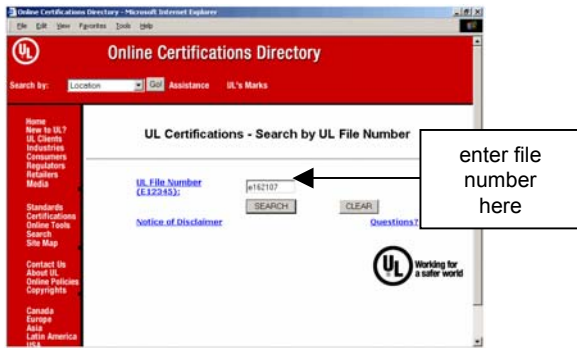 Online Certifications Directory - Microsoft Internet Explorer
File Edit View Favorites Tools Help
UL
Online Certifications Directory
Search by: Location Go! Assistance UL's Marks
Home
New to UL?
UL Clients
Industries
Consumers
Regulators
Retailers
Media
Standards
Certifications
Online Tools
Search
Site Map
Contact Us
About UL
Online Policies
Copyrights
Canada
Europe
Asia
Latin America
USA
UL Certifications - Search by UL File Number
UL File Number
(E12345):
e162107
SEARCH CLEAR
Notice of Disclaimer Questions?
UL
Working for
a safer world
enter file
number
here